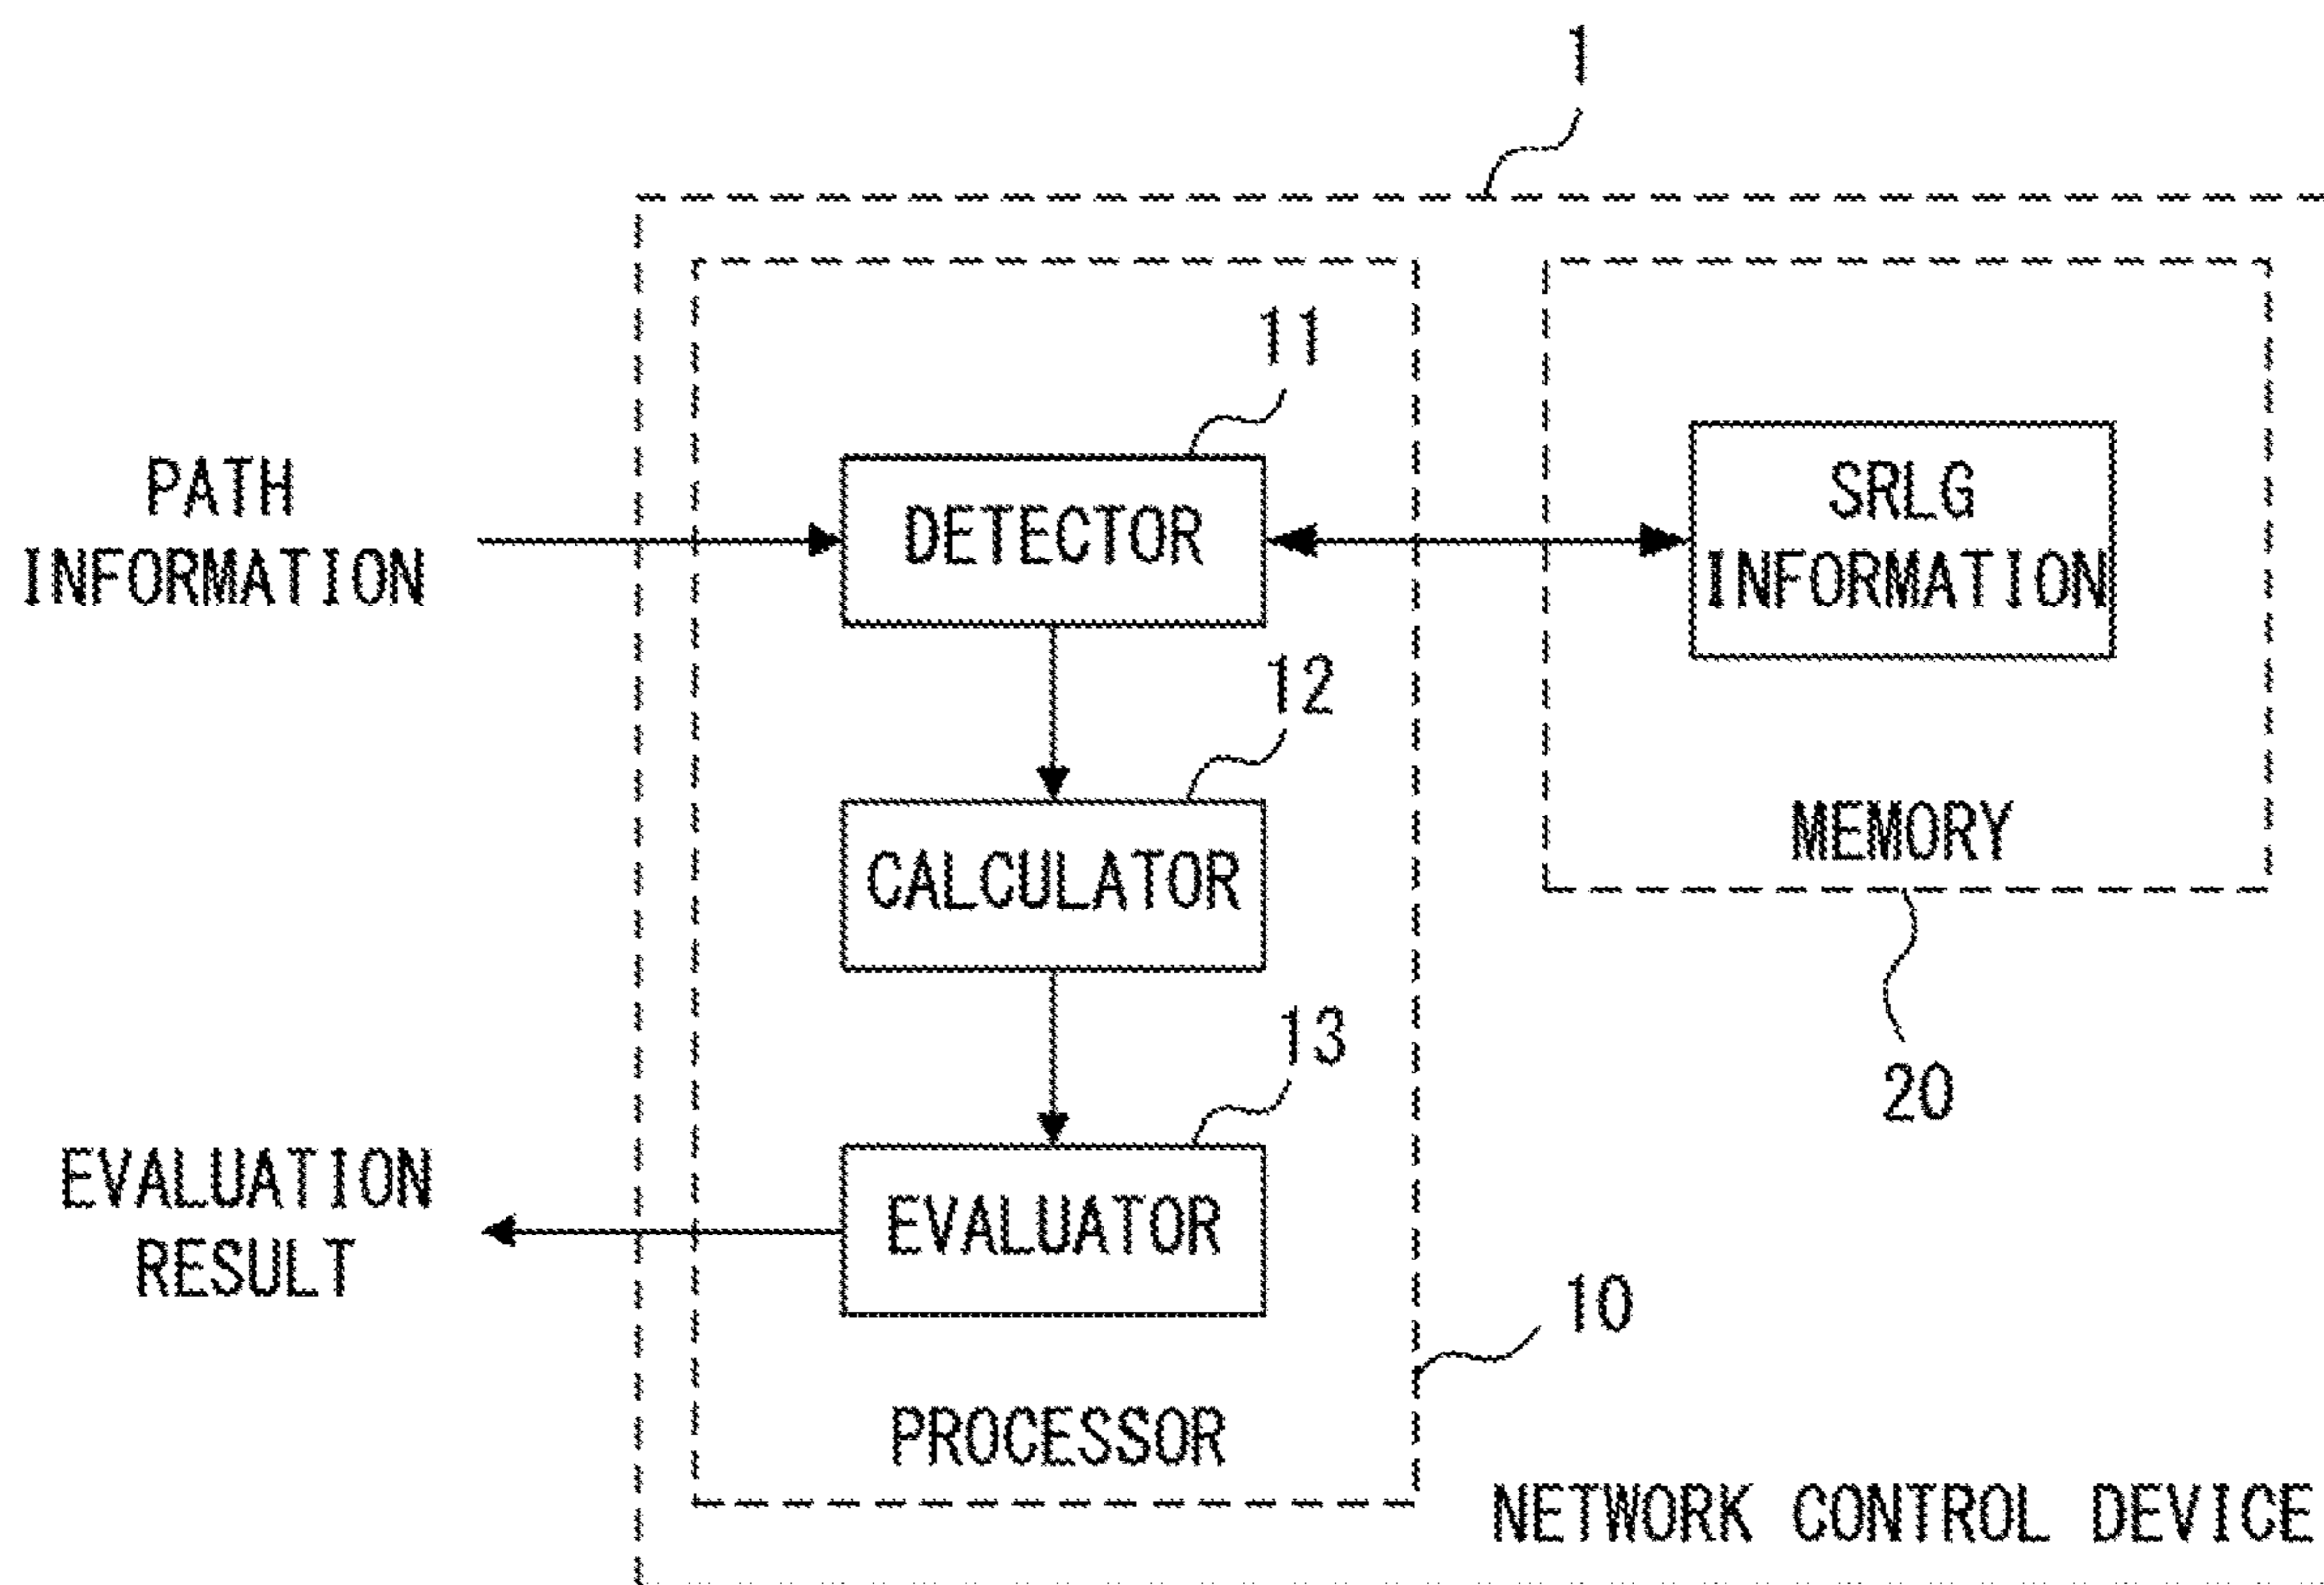 1
11
PATH
INFORMATION
DETECTOR
SRLG
INFORMATION
12
CALCULATOR
MEMORY
20
13
EVALUATION
RESULT
EVALUATOR
10
PROCESSOR
NETWORK CONTROL DEVICE